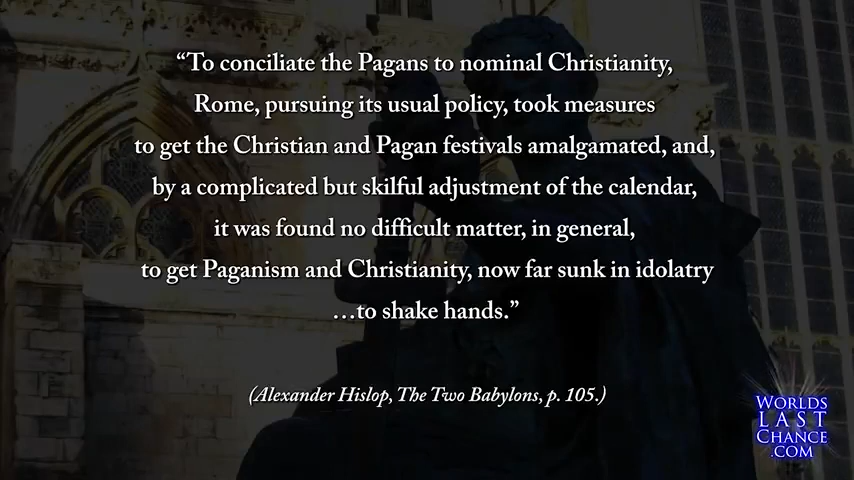 “To conciliate the Pagans to nominal Christianity,
Rome, pursuing its usual policy, took measures
to get the Christian and Pagan festivals amalgamated, and,
by a complicated but skilful adjustment of the calendar,
it was found no difficult matter, in general,
to get Paganism and Christianity, now far sunk in idolatry
…to shake hands.”
(Alexander Hislop, The Two Babylons, p. 105.)
WORLDS
LAST
CHANCE
.COM